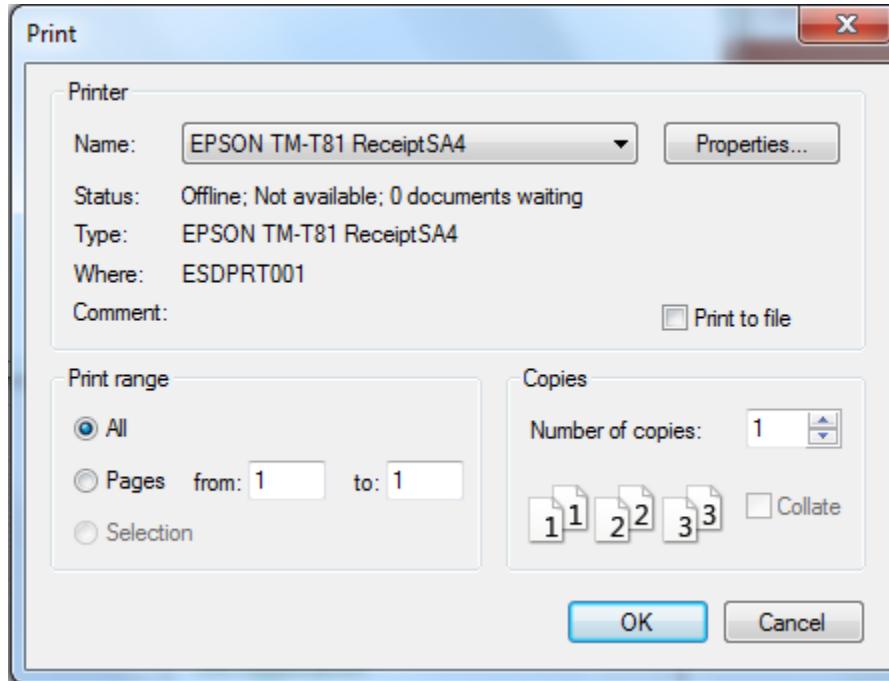 Print
Printer
Name: EPSON TM-T81 ReceiptSA4 Properties...
Status: Offline; Not available; 0 documents waiting
Type: EPSON TM-T81 ReceiptSA4
Where: ESDPRT001
Comment: Print to file
Print range
All
Pages from: 1 to: 1
Selection
Copies
Number of copies: 1
1 1 2 2 3 3 Collate
OK Cancel